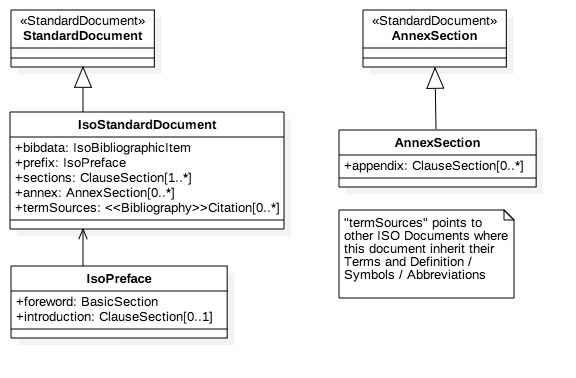 «StandardDocument»
StandardDocument
«StandardDocument»
AnnexSection
IsoStandardDocument
+bibdata: IsoBibliographicItem
+prefix: IsoPreface
+sections: ClauseSection[1..*]
+annex: AnnexSection[0..*]
+termSources: <<Bibliography>>Citation[0..*]
AnnexSection
+appendix: ClauseSection[0..*]
"termSources" points to
other ISO Documents where
this document inherit their
Terms and Definition /
Symbols / Abbreviations
IsoPreface
+foreword: BasicSection
+introduction: ClauseSection[0..1]